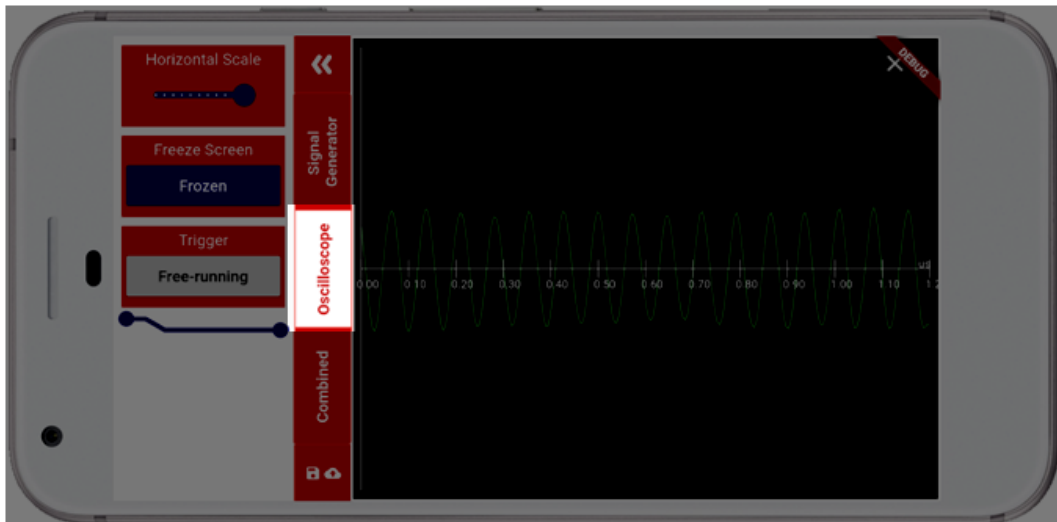 Horizontal Scale
Freeze Screen
Frozen
Trigger
Free-running
Signal
Generator
Oscilloscope
Combined
DEBUG
us
0.00 0.10 0.20 0.30 0.40 0.50 0.60 0.70 0.80 0.90 1.00 1.10 1.2